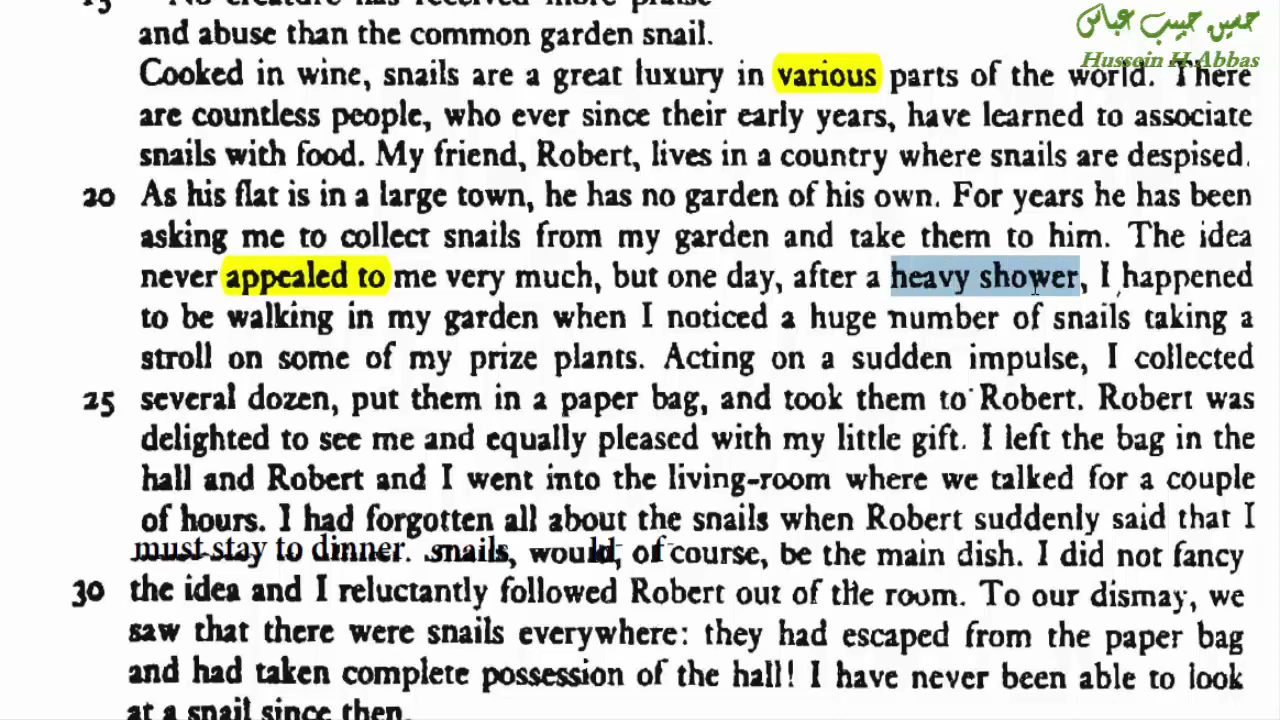 15 No creature has received more praise
حسين حبيب عباس
and abuse than the common garden snail.
Hussein H Abbas
Cooked in wine, snails are a great luxury in various parts of the world. There
are countless people, who ever since their early years, have learned to associate
snails with food. My friend, Robert, lives in a country where snails are despised.
20 As his flat is in a large town, he has no garden of his own. For years he has been
asking me to collect snails from my garden and take them to him. The idea
never appealed to me very much, but one day, after a heavy shower, I happened
to be walking in my garden when I noticed a huge number of snails taking a
stroll on some of my prize plants. Acting on a sudden impulse, I collected
25 several dozen, put them in a paper bag, and took them to Robert. Robert was
delighted to see me and equally pleased with my little gift. I left the bag in the
hall and Robert and I went into the living-room where we talked for a couple
of hours. I had forgotten all about the snails when Robert suddenly said that I
must stay to dinner. snails, would, of course, be the main dish. I did not fancy
30 the idea and I reluctantly followed Robert out of the room. To our dismay, we
saw that there were snails everywhere: they had escaped from the paper bag
and had taken complete possession of the hall! I have never been able to look
at a snail since then.